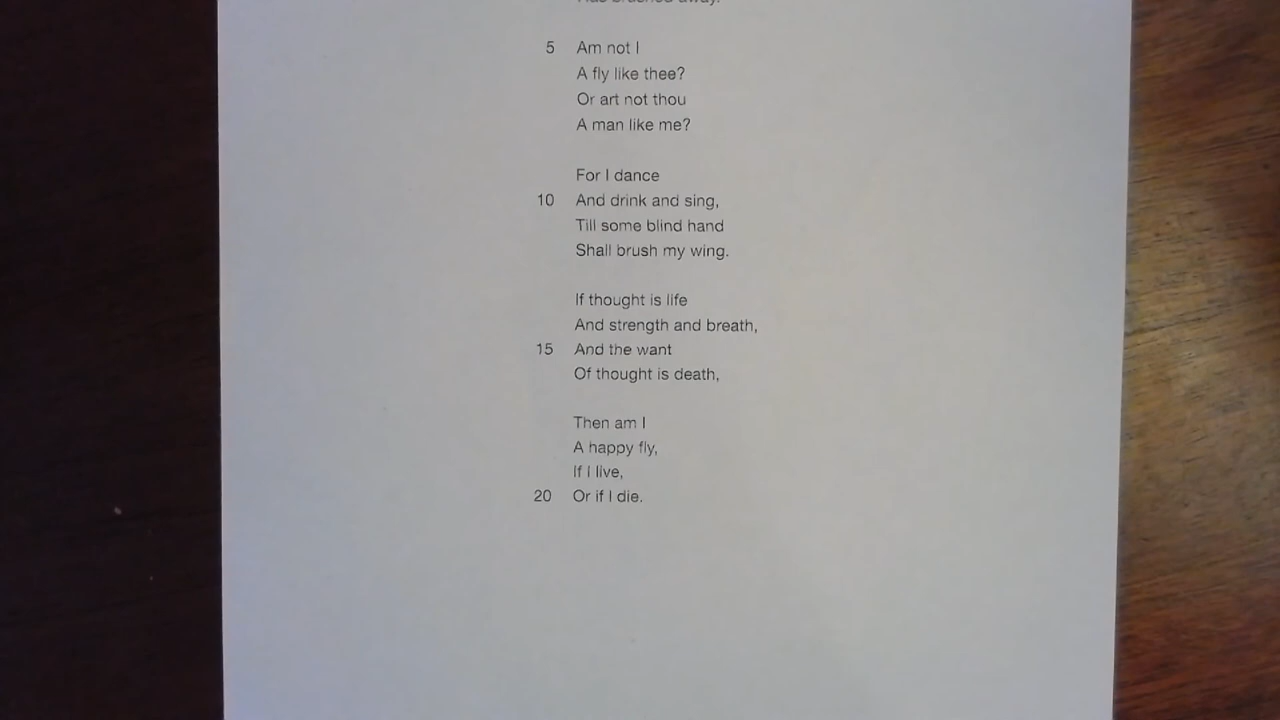 5 Am not I
A fly like thee?
Or art not thou
A man like me?
For I dance
10 And drink and sing,
Till some blind hand
Shall brush my wing.
If thought is life
And strength and breath,
15 And the want
Of thought is death,
Then am I
A happy fly,
If I live,
20 Or if I die.